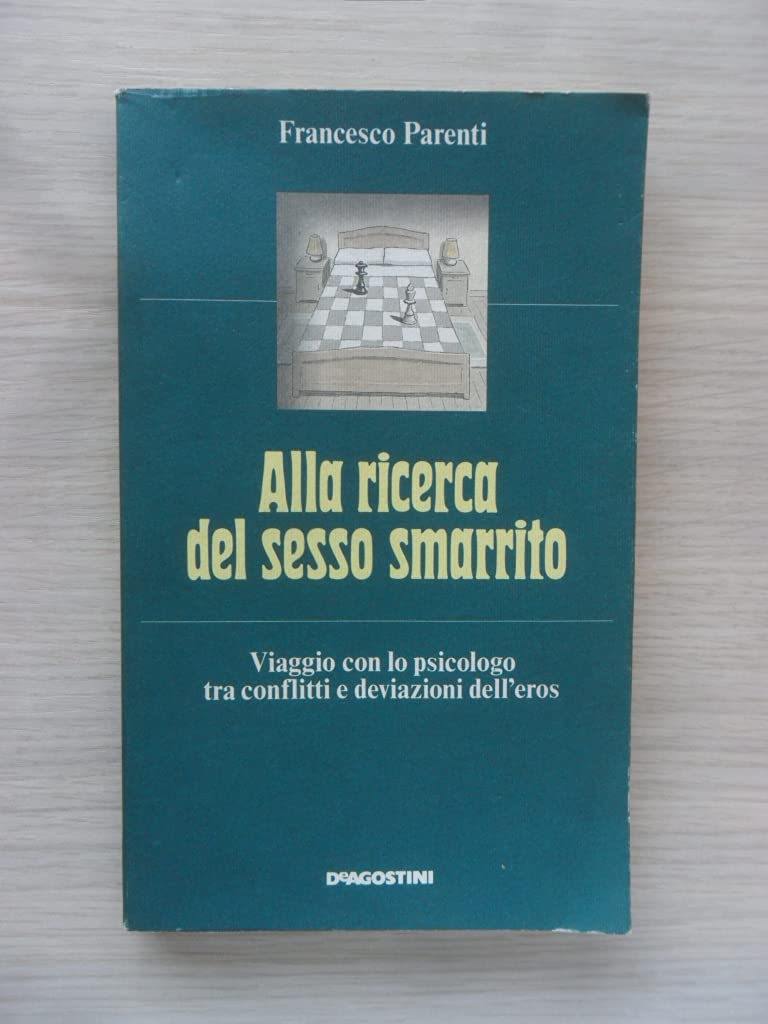 Francesco Parenti
Alla ricerca
del sesso smarrito
Viaggio con lo psicologo
tra conflitti e deviazioni dell'eros
DeAGOSTINI